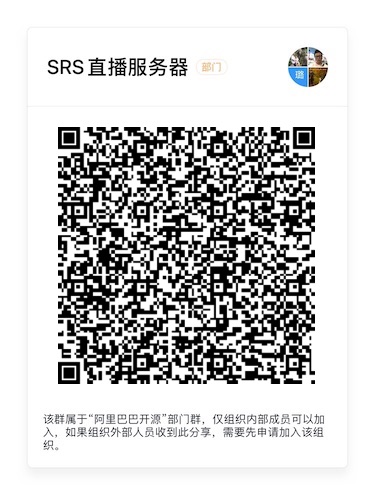 SRS 直播服务器 部门
璐
该群属于“阿里巴巴开源”部门群，仅组织内部成员可以加
入，如果组织外部人员收到此分享，需要先申请加入该组
织。